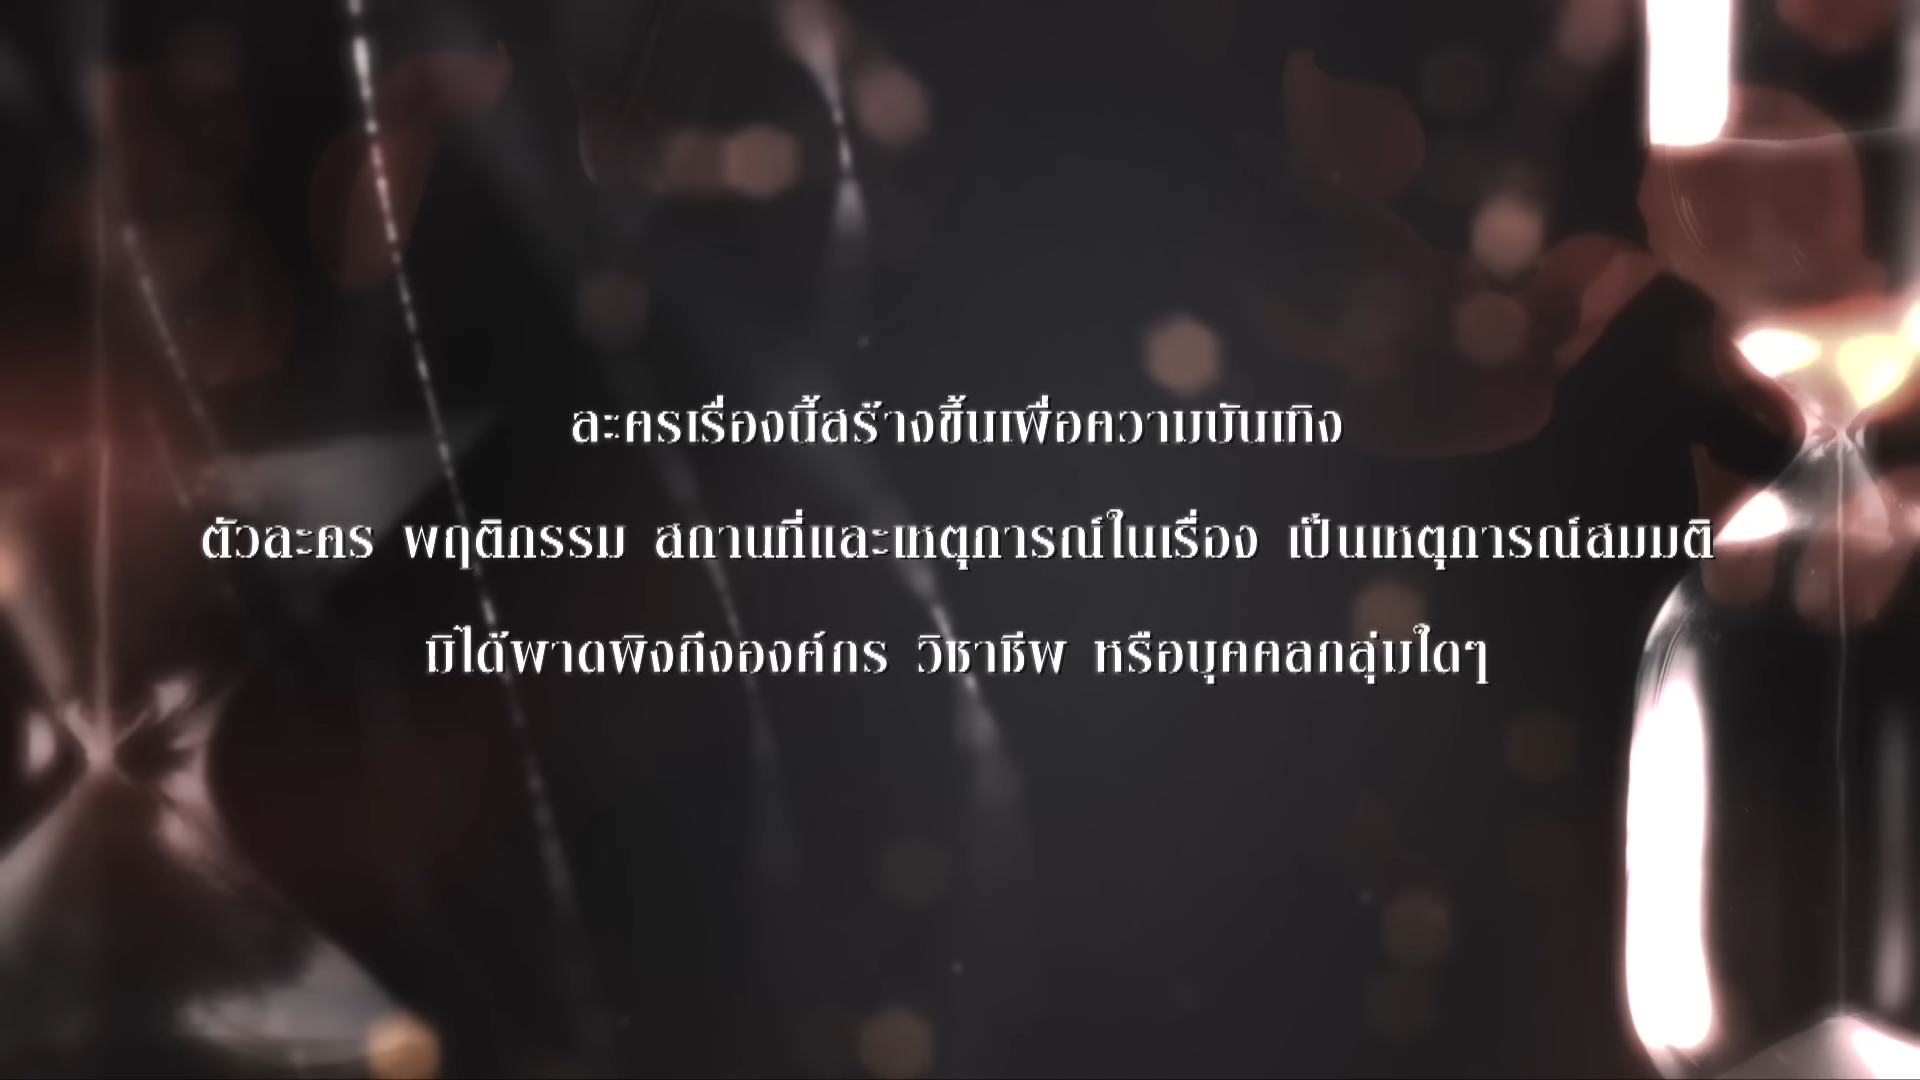 ละครเรื่องนี้สร้างขึ้นเพื่อความบันเทิง
ตัวละคร พฤติกรรม สถานที่และเหตุการณ์ในเรื่อง เป็นเหตุการณ์สมมติ
มิได้พาดพิงถึงองค์กร วิชาชีพ หรือบุคคลกลุ่มใดๆ